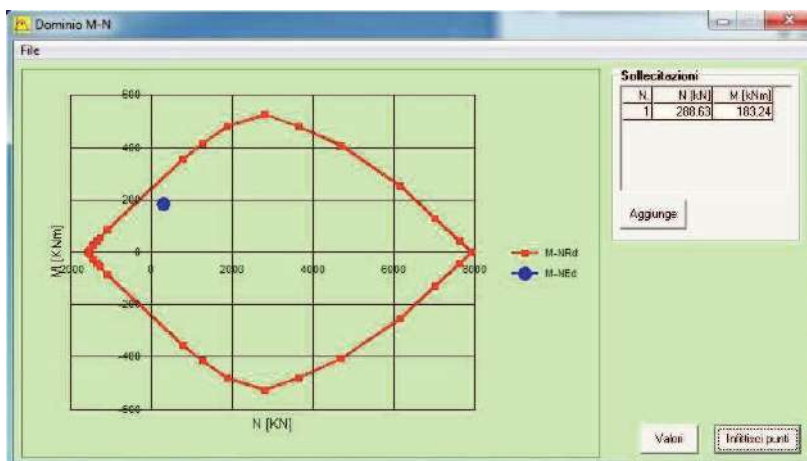 Dominio M-N
File
600
400
200
0
-2000
0
2000
4000
6000
8000
-400
-600
M [KNm]
N [KN]
M-NRd
M-NEd
Sollecitazioni
N. N [kN] M [kNm]
1 288.63 183.24
Aggiunge
Valori
Infittisci punti